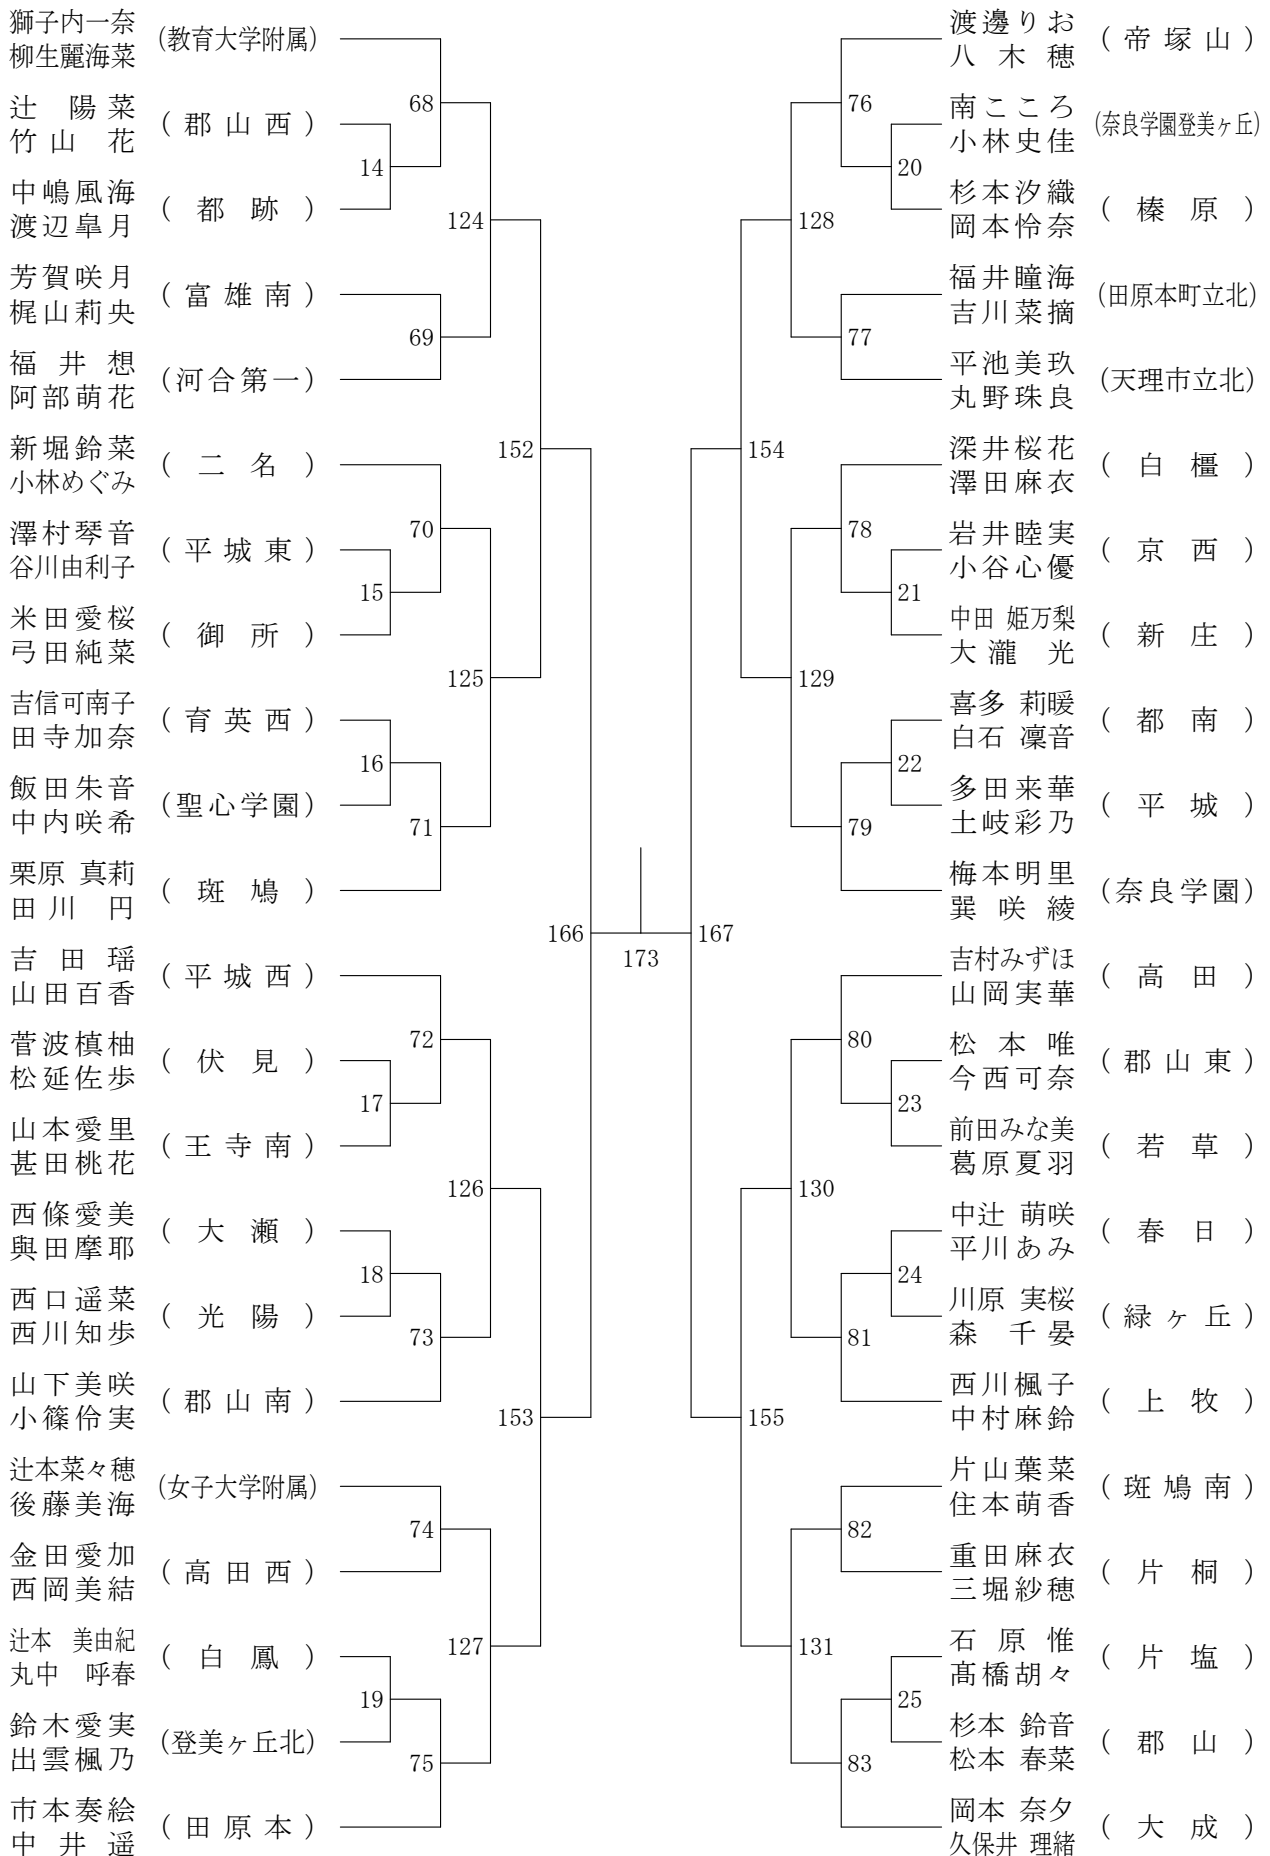 獅子内一奈
柳生麗海菜
(教育大学附属)
辻 陽菜
竹山 花
(郡山西)
中嶋風海
渡辺皐月
(都跡)
芳賀咲月
梶山莉央
(富雄南)
福井想
阿部萌花
(河合第一)
新堀鈴菜
小林めぐみ
(二名)
澤村琴音
谷川由利子
(平城東)
米田愛桜
弓田純菜
(御所)
吉信可南子
田寺加奈
(育英西)
飯田朱音
中内咲希
(聖心学園)
栗原 真莉
田川 円
(斑鳩)
吉田瑶
山田百香
(平城西)
菅波槙柚
松延佐歩
(伏見)
山本愛里
甚田桃花
(王寺南)
西條愛美
與田摩耶
(大瀬)
西口遥菜
西川知歩
(光陽)
山下美咲
小篠伶実
(郡山南)
辻本菜々穂
後藤美海
(女子大学附属)
金田愛加
西岡美結
(高田西)
辻本 美由紀
丸中 呼春
(白鳳)
鈴木愛実
出雲楓乃
(登美ヶ丘北)
市本奏絵
中井遥
(田原本)
68
14
124
69
152
70
15
125
16
71
166
72
17
126
18
73
153
74
127
19
75
173
167
76
20
128
77
154
78
21
129
22
79
80
23
130
24
81
155
82
131
25
83
渡邊りお
八木穂
(帝塚山)
南こころ
小林史佳
(奈良学園登美ヶ丘)
杉本汐織
岡本怜奈
(榛原)
福井瞳海
吉川菜摘
(田原本町立北)
平池美玖
丸野珠良
(天理市立北)
深井桜花
澤田麻衣
(白橿)
岩井睦実
小谷心優
(京西)
中田 姫万梨
大瀧 光
(新庄)
喜多 莉暖
白石 凜音
(都南)
多田来華
土岐彩乃
(平城)
梅本明里
巽咲綾
(奈良学園)
吉村みずほ
山岡実華
(高田)
松本唯
今西可奈
(郡山東)
前田みな美
葛原夏羽
(若草)
中辻 萌咲
平川あみ
(春日)
川原 実桜
森 千晏
(緑ヶ丘)
西川楓子
中村麻鈴
(上牧)
片山葉菜
住本萌香
(斑鳩南)
重田麻衣
三堀紗穂
(片桐)
石原惟
髙橋胡々
(片塩)
杉本 鈴音
松本 春菜
(郡山)
岡本 奈夕
久保井 理緒
(大成)